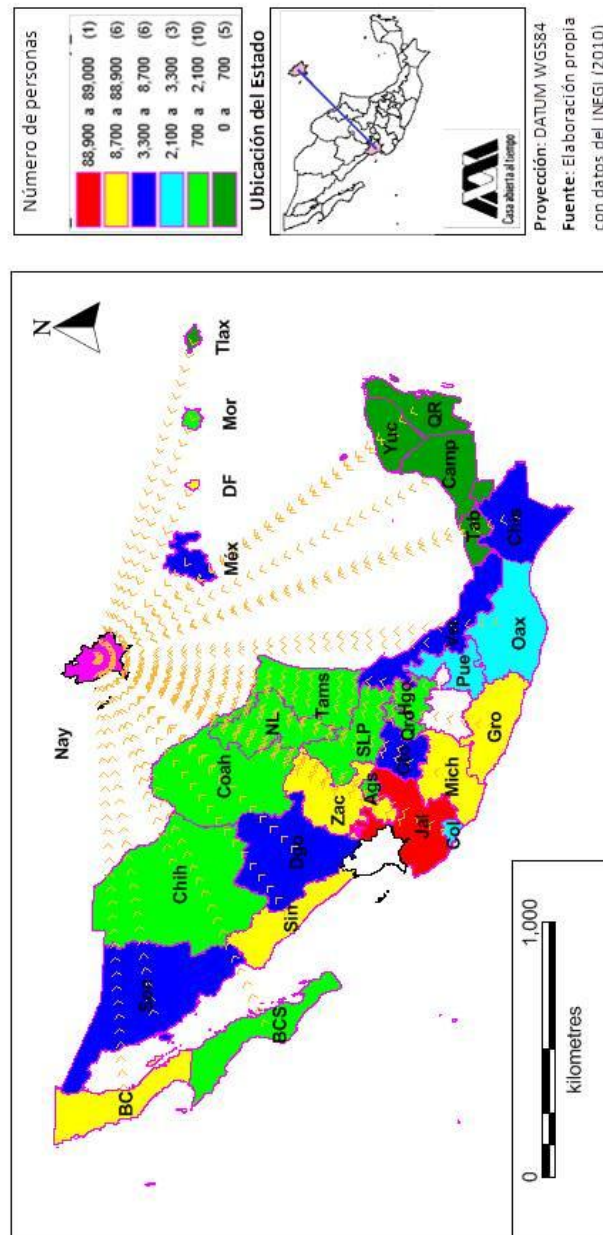 Número de personas
88,900 a 89,000 (1)
8,700 a 88,900 (6)
3,300 a 8,700 (6)
2,100 a 3,300 (3)
700 a 2,100 (10)
0 a 700 (5)
Ubicación del Estado
Casa abierta al tiempo
Proyección: DATUM WGS84
Fuente: Elaboración propia
con datos del INEGI (2010)
N
Nay
Méx
DF
Mor
Tlax
BC
BCS
Son
Chih
Coah
NL
Tams
Sin
Dgo
Zac
SLP
Ags
Jal
Col
Gto
Qro
Hgo
Mich
Gro
Pue
Ver
Oax
Tab
Chis
Camp
Yuc
QR
0
1,000
kilometres